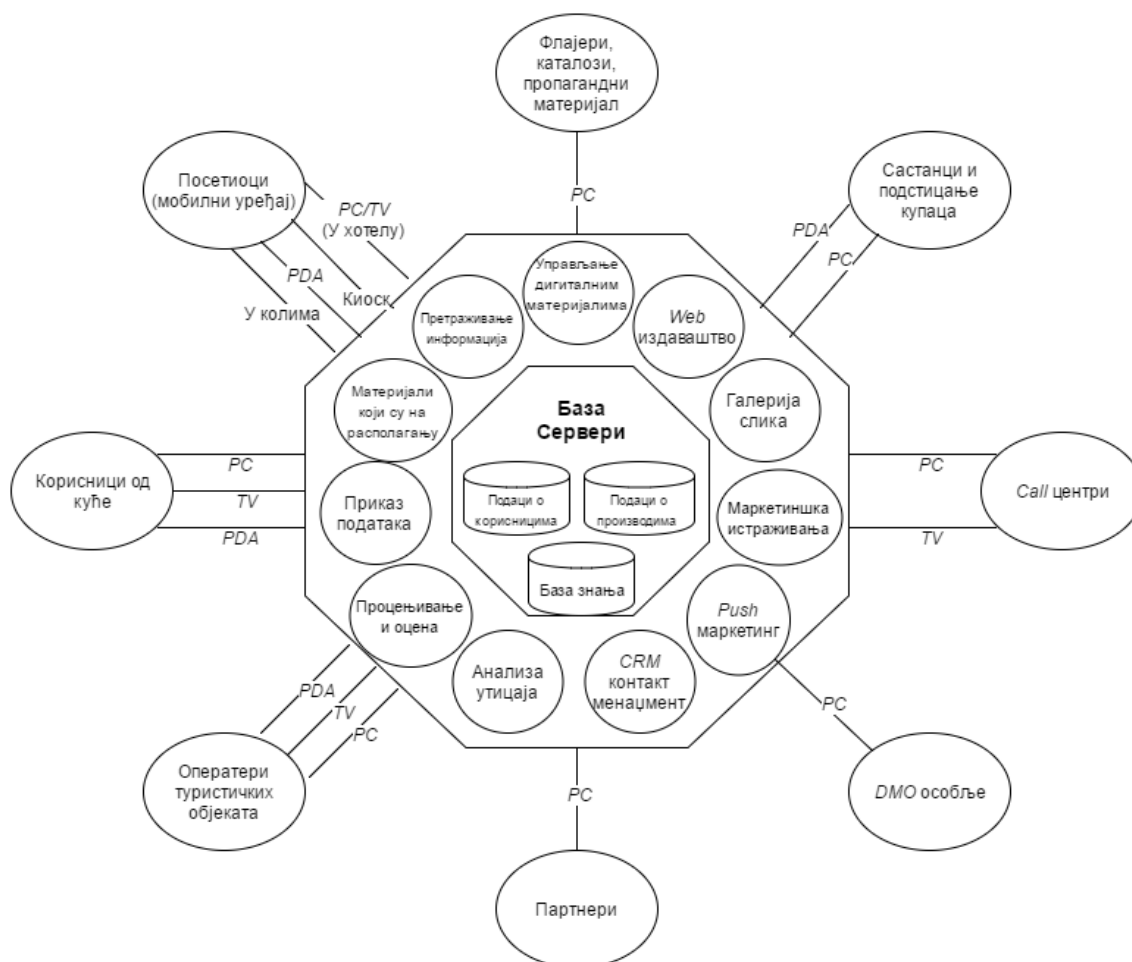 Флајери,
каталози,
пропагандни
материјал
PC
Посетиоци
(мобилни уређај)
PC/TV
(У хотелу)
PDA
Киоск
У колима
Састанци и
подстицање
купаца
PDA
PC
Управљање
дигиталним
материјалима
Претраживање
информација
Web
издаваштво
Материјали
који су на
располагању
Галерија
слика
База
Сервери
Подаци о
корисницима
Подаци о
производима
База знања
Приказ
података
Маркетиншка
истраживања
Процењивање
и оцена
Push
маркетинг
Анализа
утицаја
CRM
контакт
менаџмент
Корисници од
куће
PC
TV
PDA
Call центри
PC
TV
PDA
TV
PC
Оператери
туристичких
објеката
PC
Партнери
PC
DMO особље